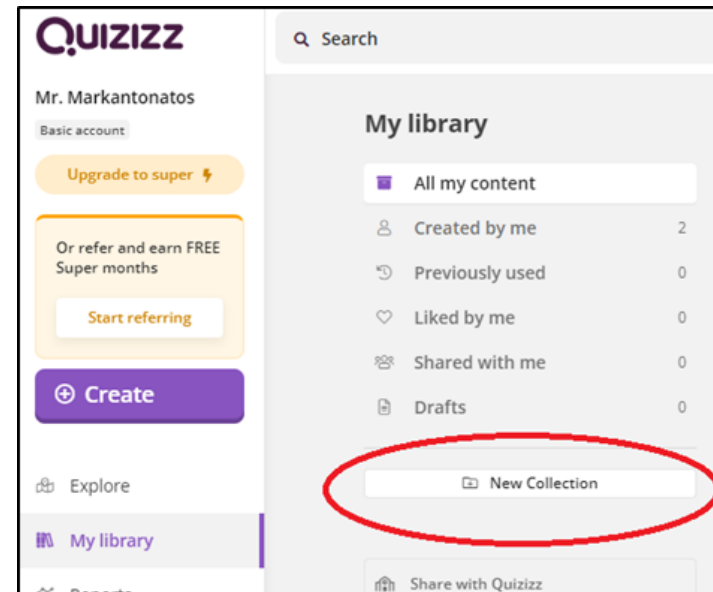 Quizizz
Search
Mr. Markantonatos
Basic account
Upgrade to super
Or refer and earn FREE
Super months
Start referring
Create
Explore
My library
Reports
My library
All my content
Created by me 2
Previously used 0
Liked by me 0
Shared with me 0
Drafts 0
New Collection
Share with Quizizz